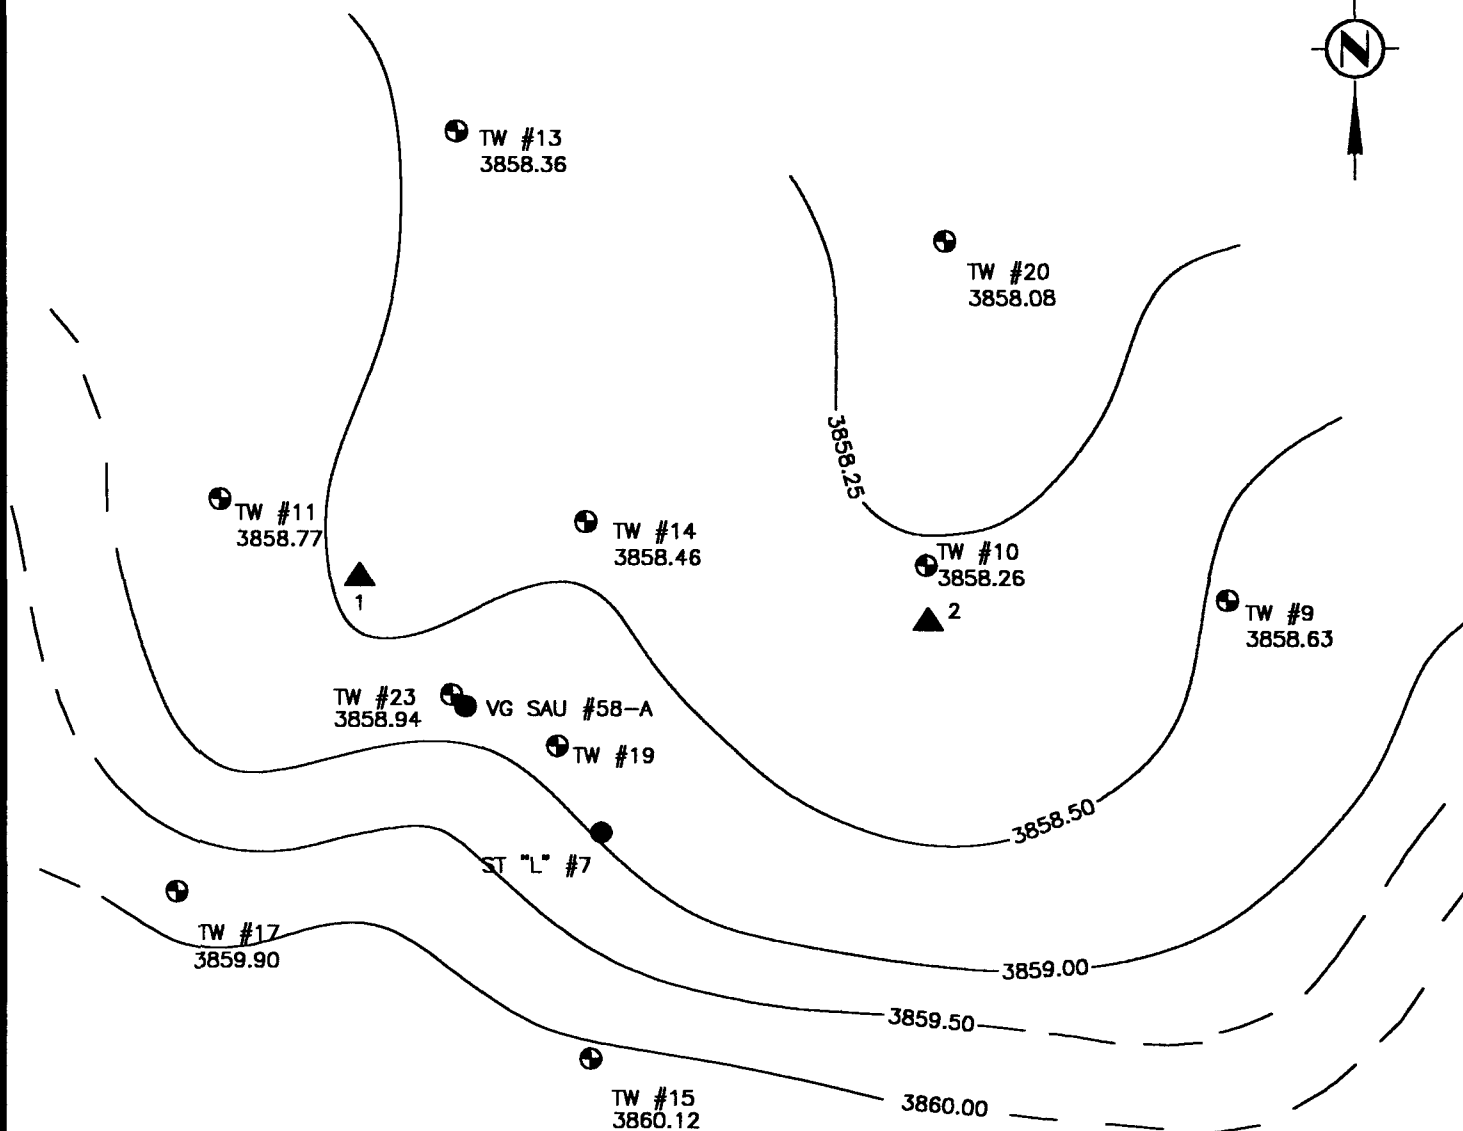 N
TW #13
3858.36
TW #20
3858.08
3858.25
TW #11
3858.77
TW #14
3858.46
TW #10
3858.26
1
2
TW #9
3858.63
TW #23
3858.94
VG SAU #58-A
TW #19
3858.50
ST "L" #7
TW #17
3859.90
3859.00
3859.50
TW #15
3860.12
3860.00